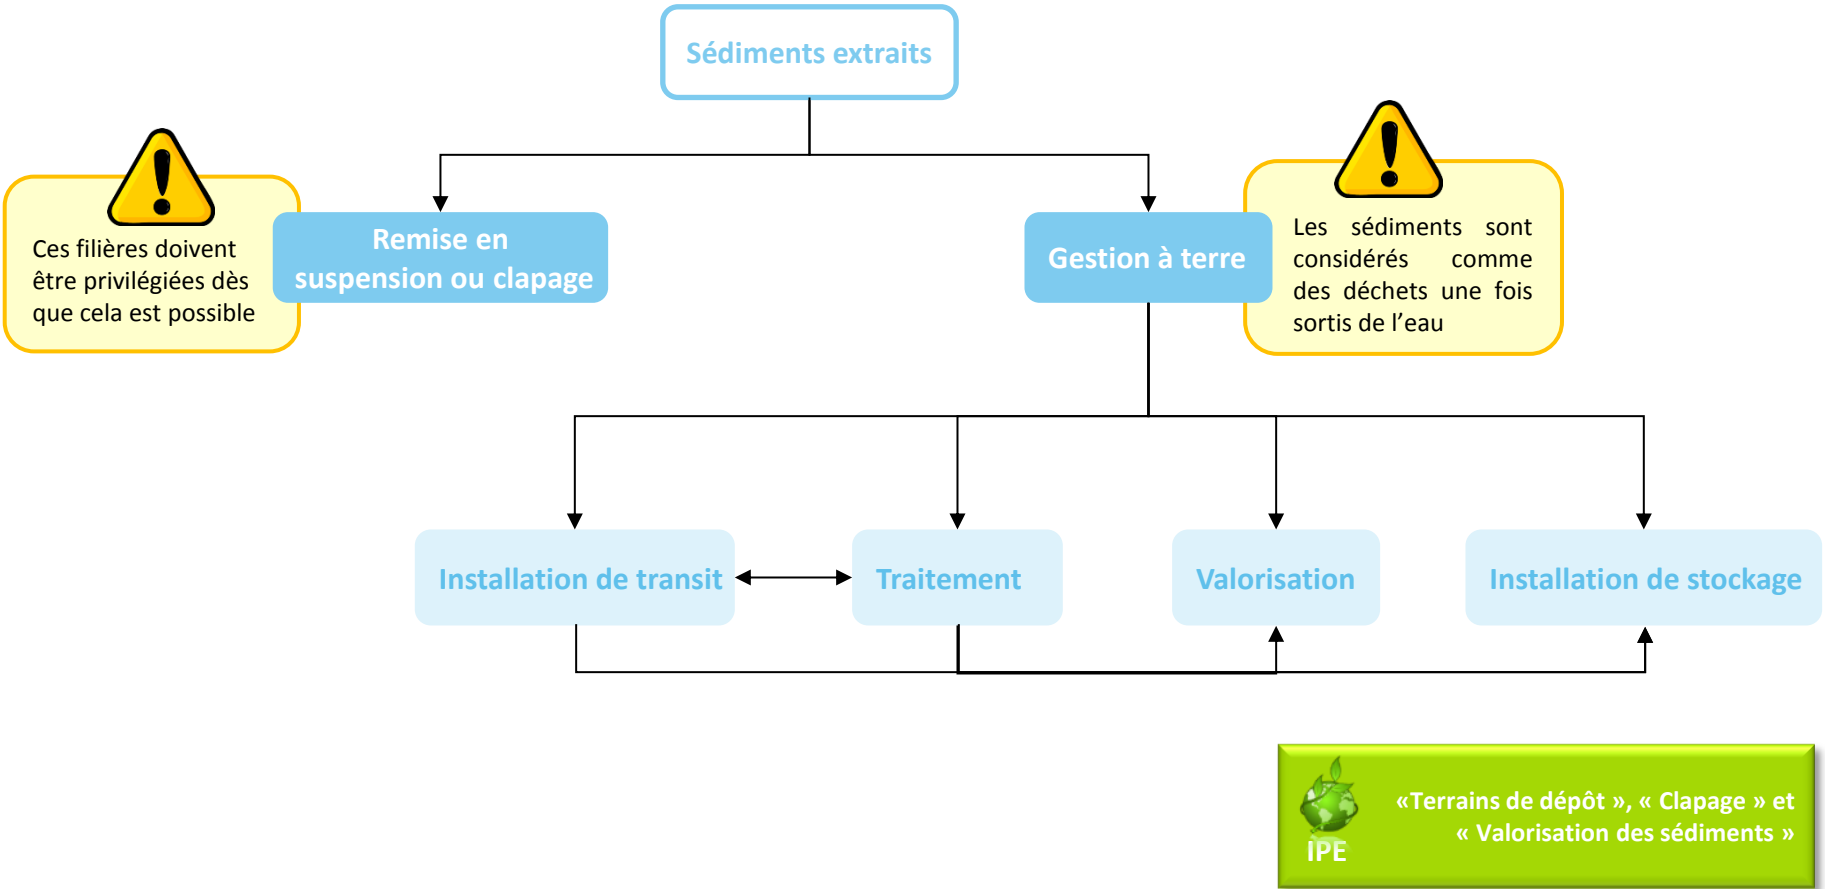 Sédiments extraits
Ces filières doivent
être privilégiées dès
que cela est possible
Remise en
suspension ou clapage
Gestion à terre
Les sédiments sont
considérés comme
des déchets une fois
sortis de l’eau
Installation de transit
Traitement
Valorisation
Installation de stockage
IPE
«Terrains de dépôt », « Clapage » et
« Valorisation des sédiments »